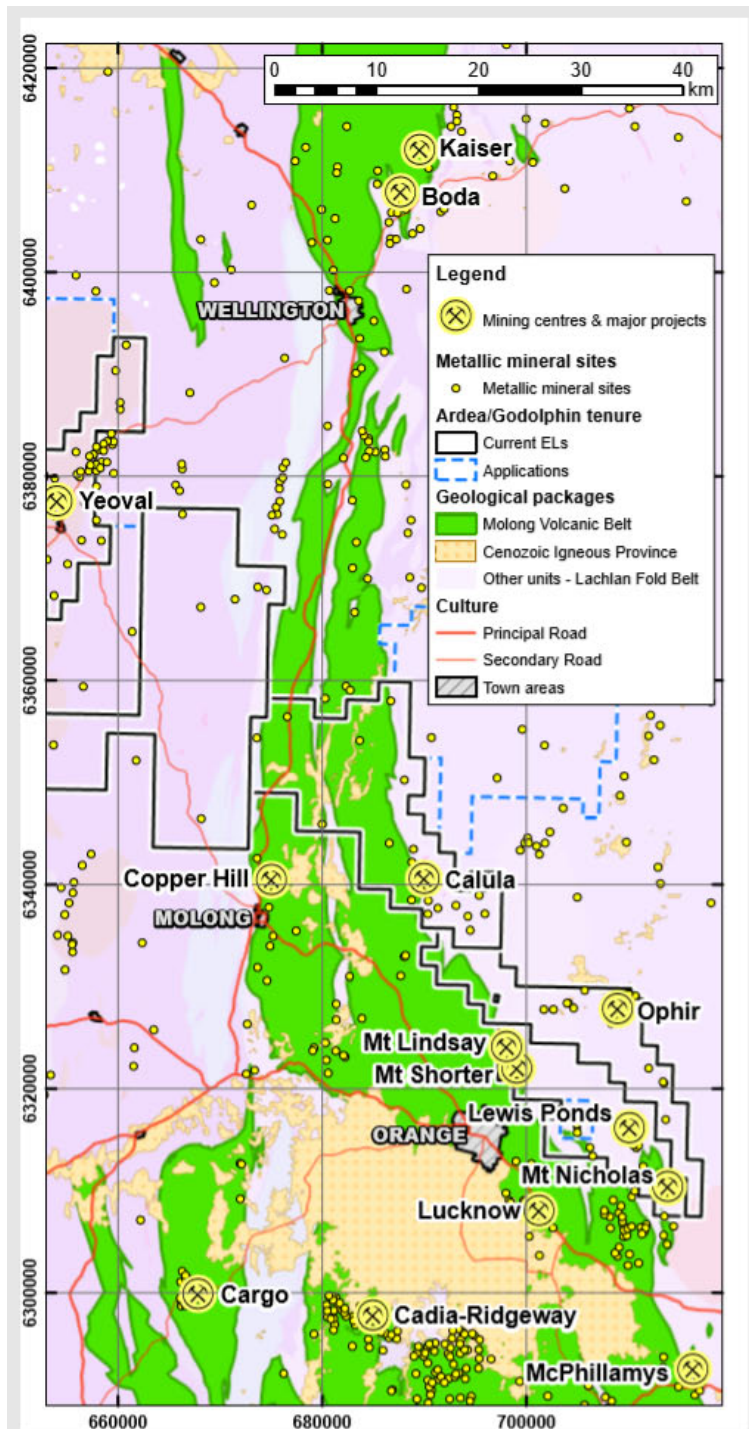 6420000
0 10 20 30 40
km
Kaiser
Boda
6400000
Legend
Mining centres & major projects
WELLINGTON
Metallic mineral sites
Metallic mineral sites
Ardea/Godolphin tenure
Current ELs
Applications
6380000
Yeoval
Geological packages
Molong Volcanic Belt
Cenozoic Igneous Province
Other units - Lachlan Fold Belt
Culture
Principal Road
Secondary Road
Town areas
6360000
Copper Hill
Calula
6340000
MOLONG
Ophir
Mt Lindsay
Mt Shorter
6320000
Lewis Ponds
ORANGE
Mt Nicholas
Lucknow
6300000
Cargo
Cadia-Ridgeway
McPhillamys
660000 680000 700000